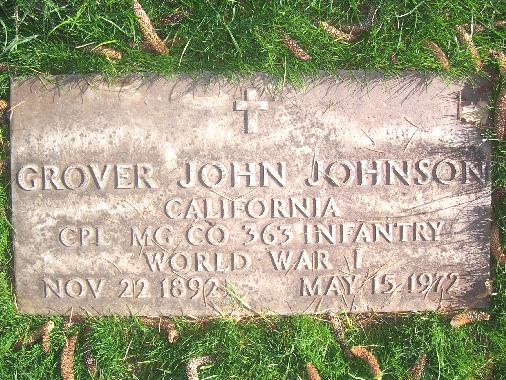 GROVER JOHN JOHNSON
CALIFORNIA
CPL MG CO 363 INFANTRY
WORLD WAR I
NOV 22 1892 MAY 15 1972